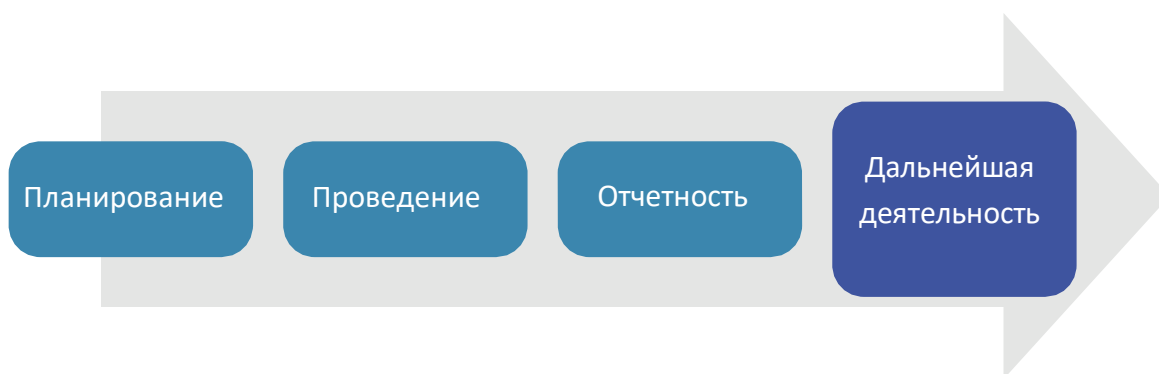 Планирование
Проведение
Отчетность
Дальнейшая
деятельность